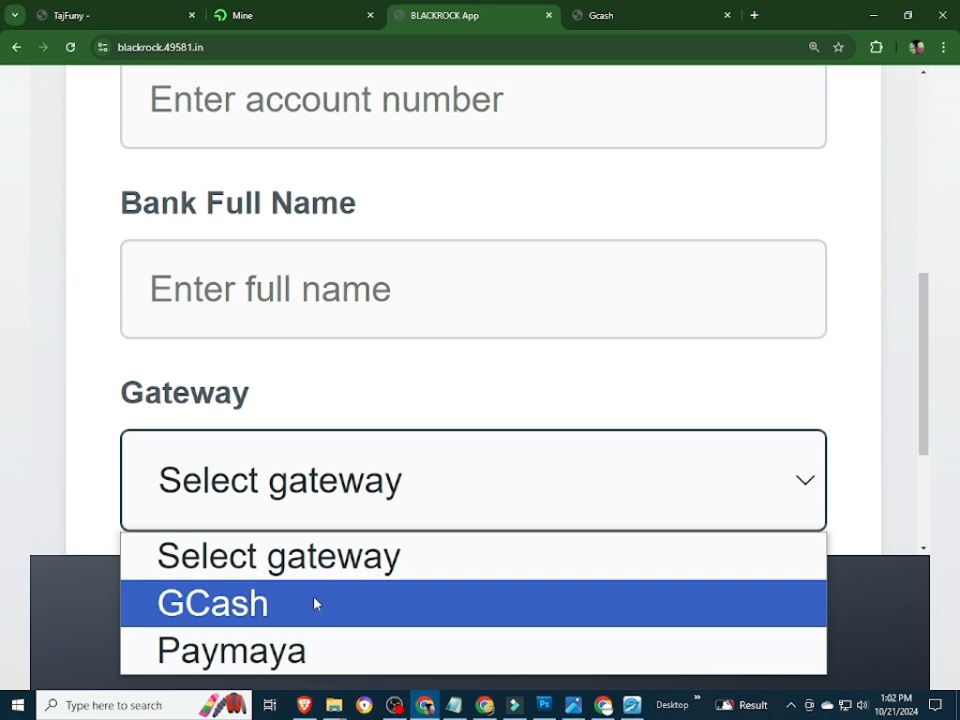 TajFuny -
Mine
BLACKROCK App
Gcash
blackrock.49581.in
Enter account number
Bank Full Name
Enter full name
Gateway
Select gateway
Select gateway
GCash
Paymaya
Type here to search
Desktop
Result
1:02 PM
10/21/2024